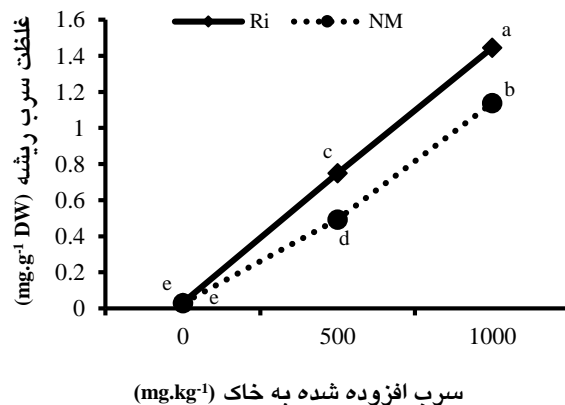 Ri NM
غلظت سرب ریشه
(mg.g-1 DW)
1.6
1.4
1.2
1
0.8
0.6
0.4
0.2
0
a
b
c
d
e
e
0 500 1000
سرب افزوده شده به خاک (mg.kg-1)